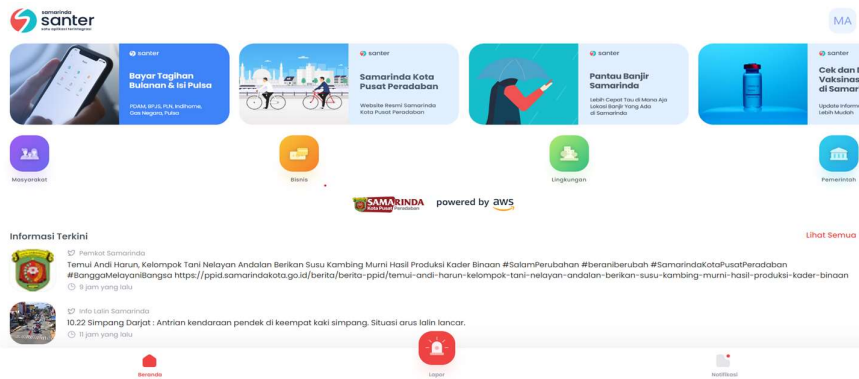 samarinda
santer
satu aplikasi terintegrasi
MA
santer
Bayar Tagihan
Bulanan & Isi Pulsa
PDAM, BPJS, PLN, Indihome,
Gas Negara, Pulsa
santer
Samarinda Kota
Pusat Peradaban
Website Resmi Samarinda
Kota Pusat Peradaban
santer
Pantau Banjir
Samarinda
Lebih Cepat Tau di Mana Aja
Lokasi Banjir Yang Ada
di Samarinda
santer
Cek dan
Vaksinas
di Samar
Update Inform
Lebih Mudah
Masyarakat
Bisnis
Lingkungan
Pemerintah
SAMARINDA
Kota Pusat Peradaban
powered by aws
Informasi Terkini
Lihat Semua
Pemkot Samarinda
Temui Andi Harun, Kelompok Tani Nelayan Andalan Berikan Susu Kambing Murni Hasil Produksi Kader Binaan #SalamPerubahan #beraniberubah #SamarindaKotaPusatPeradaban
#BanggaMelayaniBangsa https://ppid.samarindakota.go.id/berita/berita-ppid/temui-andi-harun-kelompok-tani-nelayan-andalan-berikan-susu-kambing-murni-hasil-produksi-kader-binaan
9 jam yang lalu
Info Lalin Samarinda
10.22 Simpang Darjat : Antrian kendaraan pendek di keempat kaki simpang. Situasi arus lalin lancar.
11 jam yang lalu
Beranda
Lapor
Notifikasi